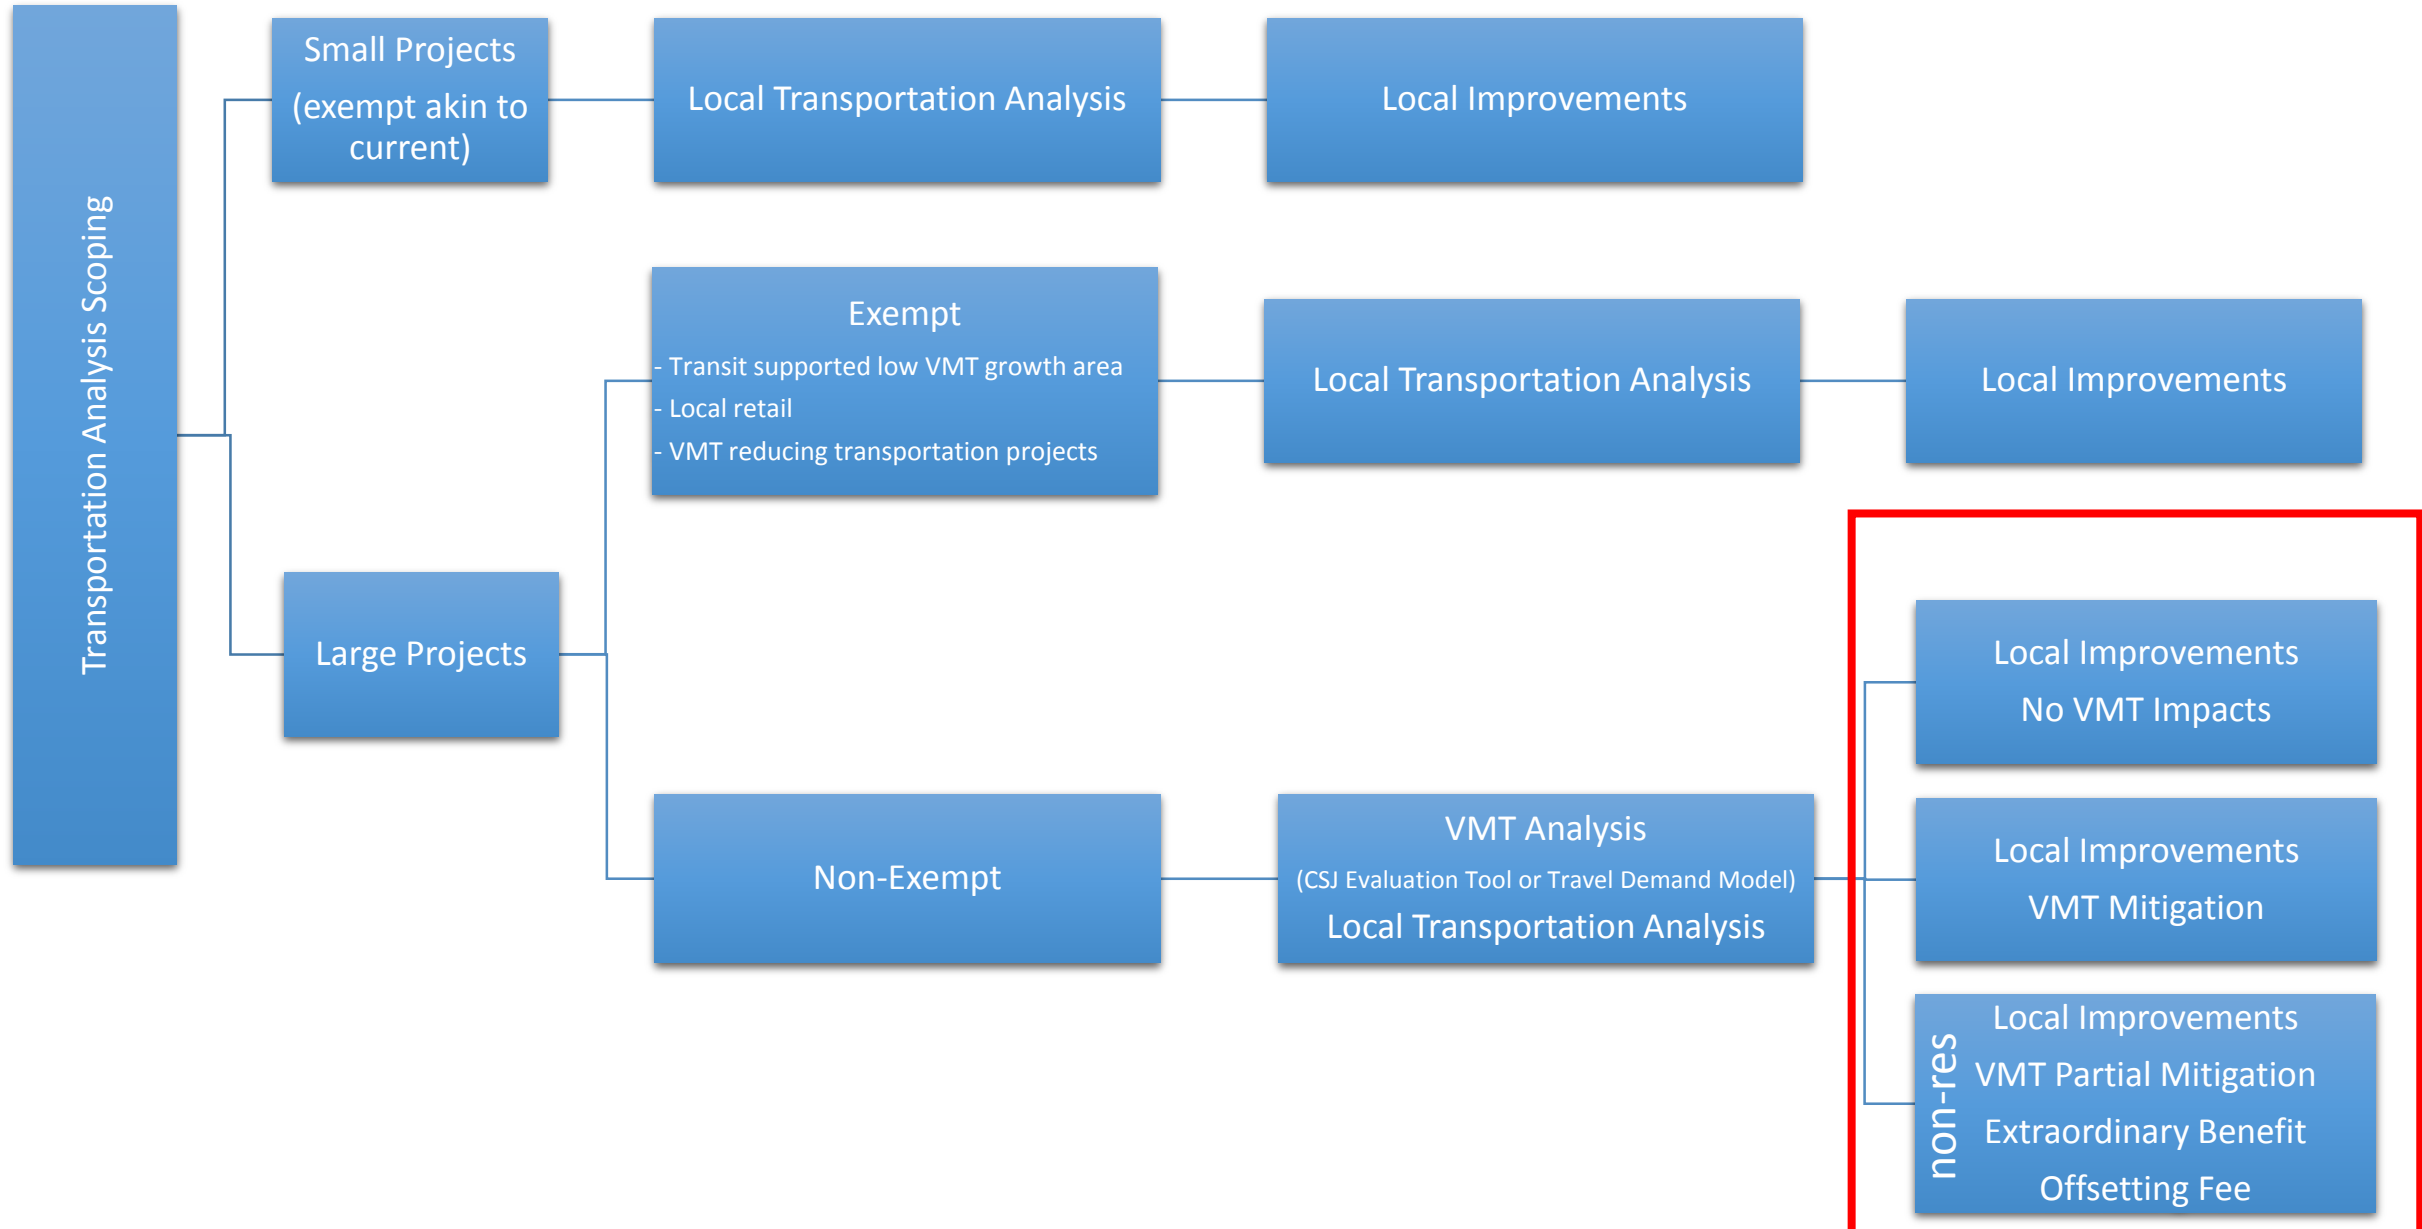 Transportation Analysis Scoping
Small Projects
(exempt akin to
current)
Local Transportation Analysis
Local Improvements
Large Projects
Exempt
- Transit supported low VMT growth area
- Local retail
- VMT reducing transportation projects
Local Transportation Analysis
Local Improvements
Non-Exempt
VMT Analysis
(CSJ Evaluation Tool or Travel Demand Model)
Local Transportation Analysis
Local Improvements
No VMT Impacts
Local Improvements
VMT Mitigation
non-res
Local Improvements
VMT Partial Mitigation
Extraordinary Benefit
Offsetting Fee